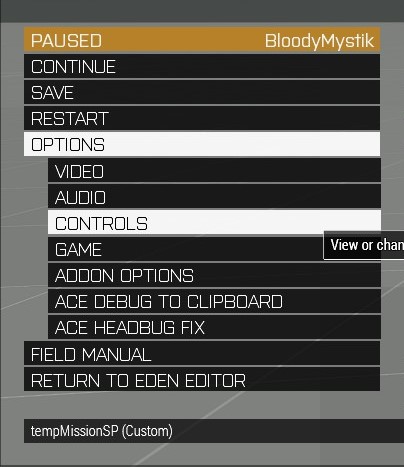 PAUSED BloodyMystik
CONTINUE
SAVE
RESTART
OPTIONS
VIDEO
AUDIO
CONTROLS
GAME
View or chan
ADDON OPTIONS
ACE DEBUG TO CLIPBOARD
ACE HEADBUG FIX
FIELD MANUAL
RETURN TO EDEN EDITOR
tempMissionSP (Custom)